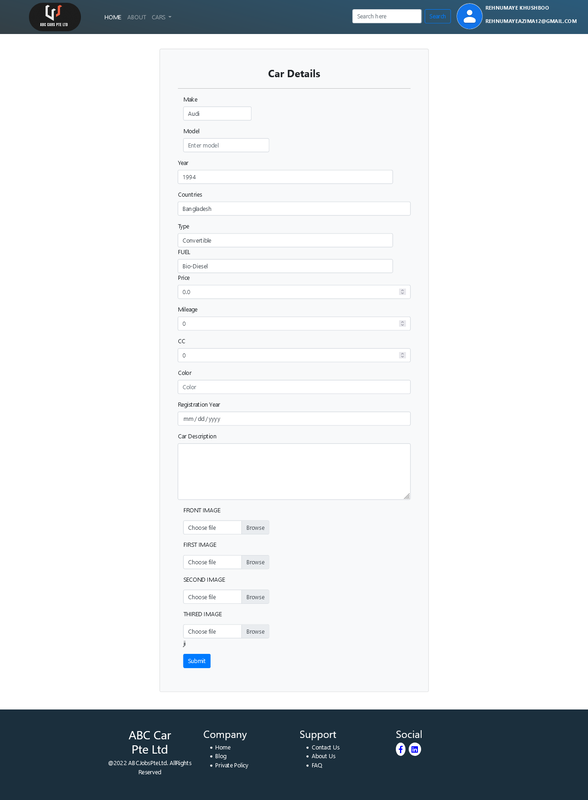 ABC CARS PTE LTD
HOME ABOUT CARS
Search here
Search
REHNUMAYE KHUSHBOO
REHNUMAYEAZIMA12@GMAIL.COM
Car Details
Make
Audi
Model
Enter model
Year
1994
Countries
Bangladesh
Type
Convertible
FUEL
Bio-Diesel
Price
0.0
Mileage
0
CC
0
Color
Color
Registration Year
mm/dd/yyyy
Car Description
FRONT IMAGE
Choose file Browse
FIRST IMAGE
Choose file Browse
SECOND IMAGE
Choose file Browse
THIRED IMAGE
Choose file Browse
ji
Submit
ABC Car
Pte Ltd
@2022 ABCJobsPteLtd. AllRights
Reserved
Company
Home
Blog
Private Policy
Support
Contact Us
About Us
FAQ
Social